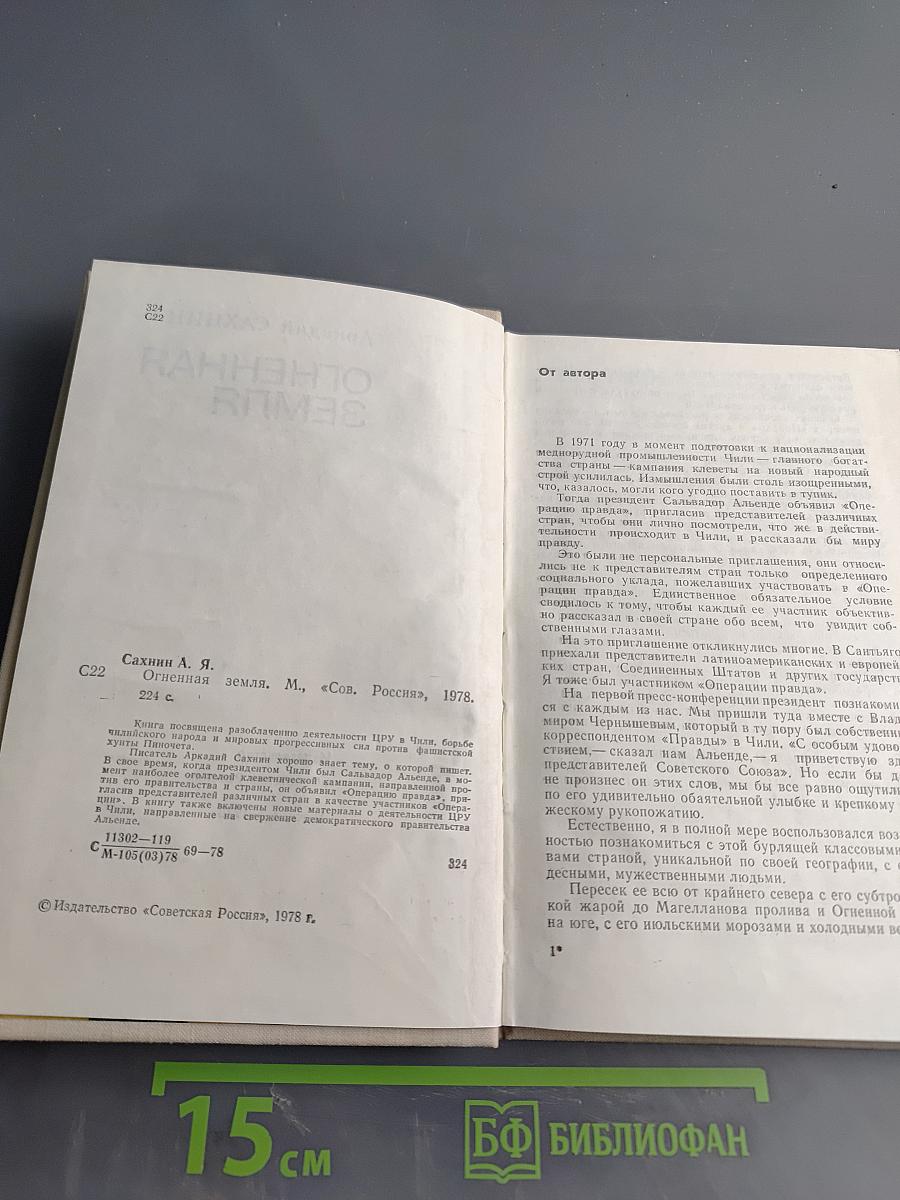 324
С22
Аркадий САХНИН
ОГНЕННАЯ
ЗЕМЛЯ
Сахнин А. Я.
С22 Огненная земля. М., «Сов. Россия», 1978.
224 с.
Книга посвящена разоблачению деятельности ЦРУ в Чили, борьбе
чилийского народа и мировых прогрессивных сил против фашистской
хунты Пиночета.
Писатель Аркадий Сахнин хорошо знает тему, о которой пишет.
В свое время, когда президентом Чили был Сальвадор Альенде, в мо-
мент наиболее оголтелой клеветнической кампании, направленной про-
тив его правительства и страны, он объявил «Операцию правда», при-
гласив представителей различных стран в качестве участников «Опера-
ции». В книгу также включены новые материалы о деятельности ЦРУ
в Чили, направленные на свержение демократического правительства
Альенде.
С 11302—119
М-105(03)78 69—78
324
© Издательство «Советская Россия», 1978 г.
От автора
В 1971 году в момент подготовки к национализации
меднорудной промышленности Чили — главного богат-
ства страны — кампания клеветы на новый народный
строй усилилась. Измышления были столь изощренными,
что, казалось, могли кого угодно поставить в тупик.
Тогда президент Сальвадор Альенде объявил «Опе-
рацию правда», пригласив представителей различных
стран, чтобы они лично посмотрели, что же в действи-
тельности происходит в Чили, и рассказали бы миру
правду.
Это были не персональные приглашения, они относи-
лись не к представителям стран только определенного
социального уклада, пожелавших участвовать в «Опе-
рации правда». Единственное обязательное условие
сводилось к тому, чтобы каждый ее участник объектив-
но рассказал в своей стране обо всем, что увидит соб-
ственными глазами.
На это приглашение откликнулись многие. В Сантьяго
приехали представители латиноамериканских и европей
ких стран, Соединенных Штатов и других государст
Я тоже был участником «Операции правда».
На первой пресс-конференции президент познакоми
ся с каждым из нас. Мы пришли туда вместе с Влад
миром Чернышевым, который в ту пору был собственн
корреспондентом «Правды» в Чили. «С особым удово
ствием,— сказал нам Альенде,— я приветствую зд
представителей Советского Союза». Но если бы д
не произнес он этих слов, мы бы все равно ощутили
по его удивительно обаятельной улыбке и крепкому
жескому рукопожатию.
Естественно, я в полной мере воспользовался воз
ностью познакомиться с этой бурлящей классовыми
вами страной, уникальной по своей географии, с
десными, мужественными людьми.
Пересек ее всю от крайнего севера с его субтро
кой жарой до Магелланова пролива и Огненной
на юге, с его июльскими морозами и холодными ве
1*
15 см
БФ БИБЛИОФАН